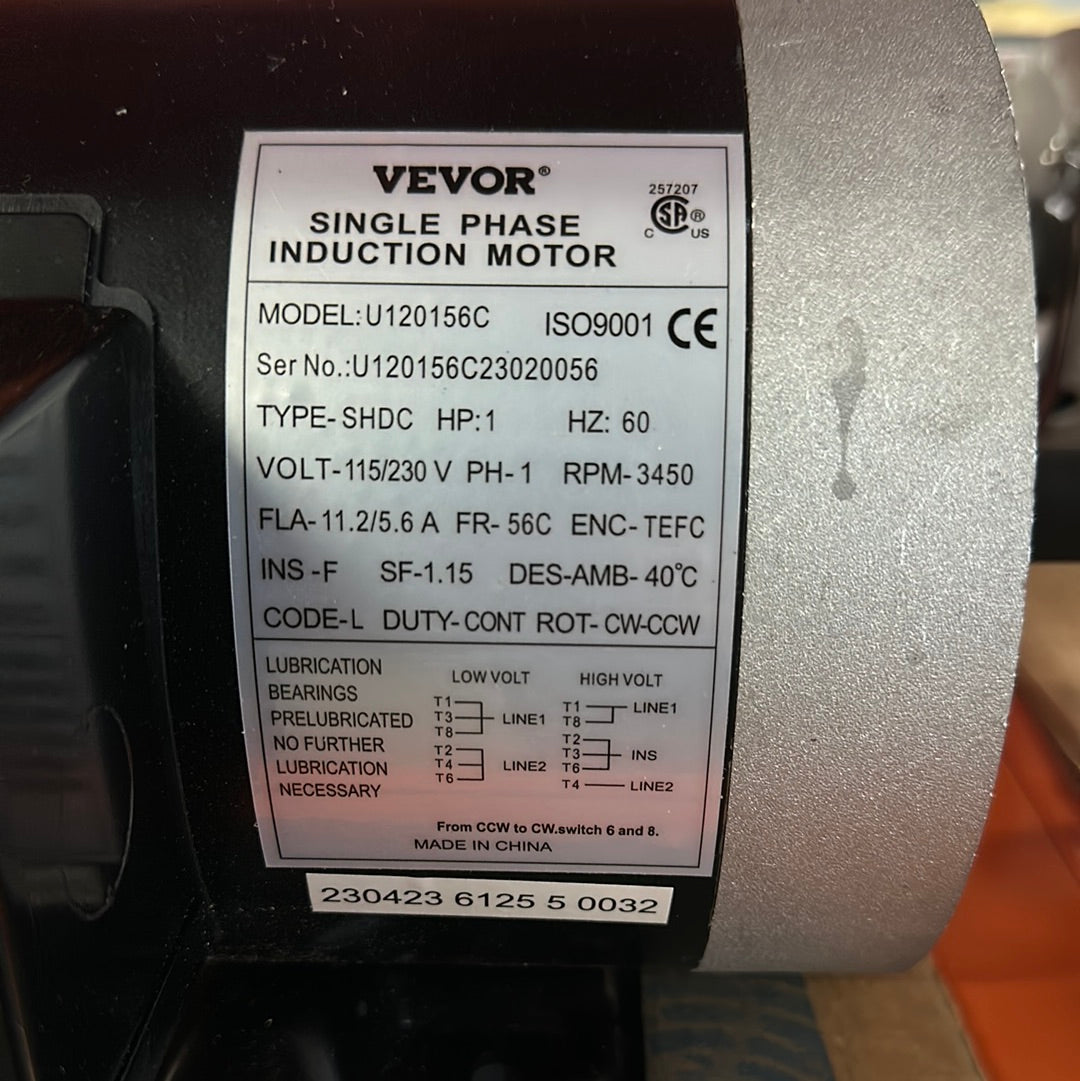 VEVOR®
257207
C SA ® US
SINGLE PHASE
INDUCTION MOTOR
MODEL:U120156C ISO9001 CE
Ser No.:U120156C23020056
TYPE-SHDC HP:1 HZ: 60
VOLT-115/230 V PH-1 RPM-3450
FLA-11.2/5.6 A FR-56C ENC-TEFC
INS-F SF-1.15 DES-AMB-40℃
CODE-L DUTY-CONT ROT-CW-CCW
LUBRICATION
BEARINGS
PRELUBRICATED
NO FURTHER
LUBRICATION
NECESSARY
LOW VOLT
T1
T3 LINE1
T8
T2
T4 LINE2
T6
HIGH VOLT
T1 LINE1
T8
T2
T3 INS
T6
T4 LINE2
From CCW to CW.switch 6 and 8.
MADE IN CHINA
230423 6125 5 0032